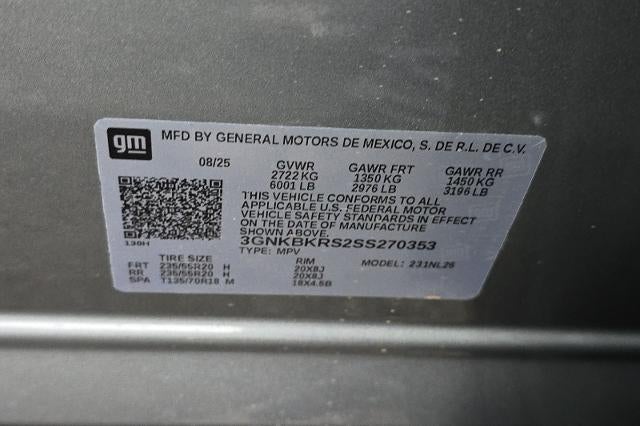 gm MFD BY GENERAL MOTORS DE MEXICO, S. DE R.L. DE C.V.
08/25 GVWR GAWR FRT GAWR RR
2722 KG 1350 KG 1450 KG
6001 LB 2976 LB 3196 LB
THIS VEHICLE CONFORMS TO ALL
APPLICABLE U.S. FEDERAL MOTOR
VEHICLE SAFETY STANDARDS IN EFFECT
ON THE DATE OF MANUFACTURE
SHOWN ABOVE.
130H 3GNKBKRS2SS270353
TYPE: MPV MODEL: 231NL26
TIRE SIZE RIM
FRT 235/55R20 H 20X8J
RR 235/55R20 H 20X8J
SPA T135/70R18 M 18X4.5B